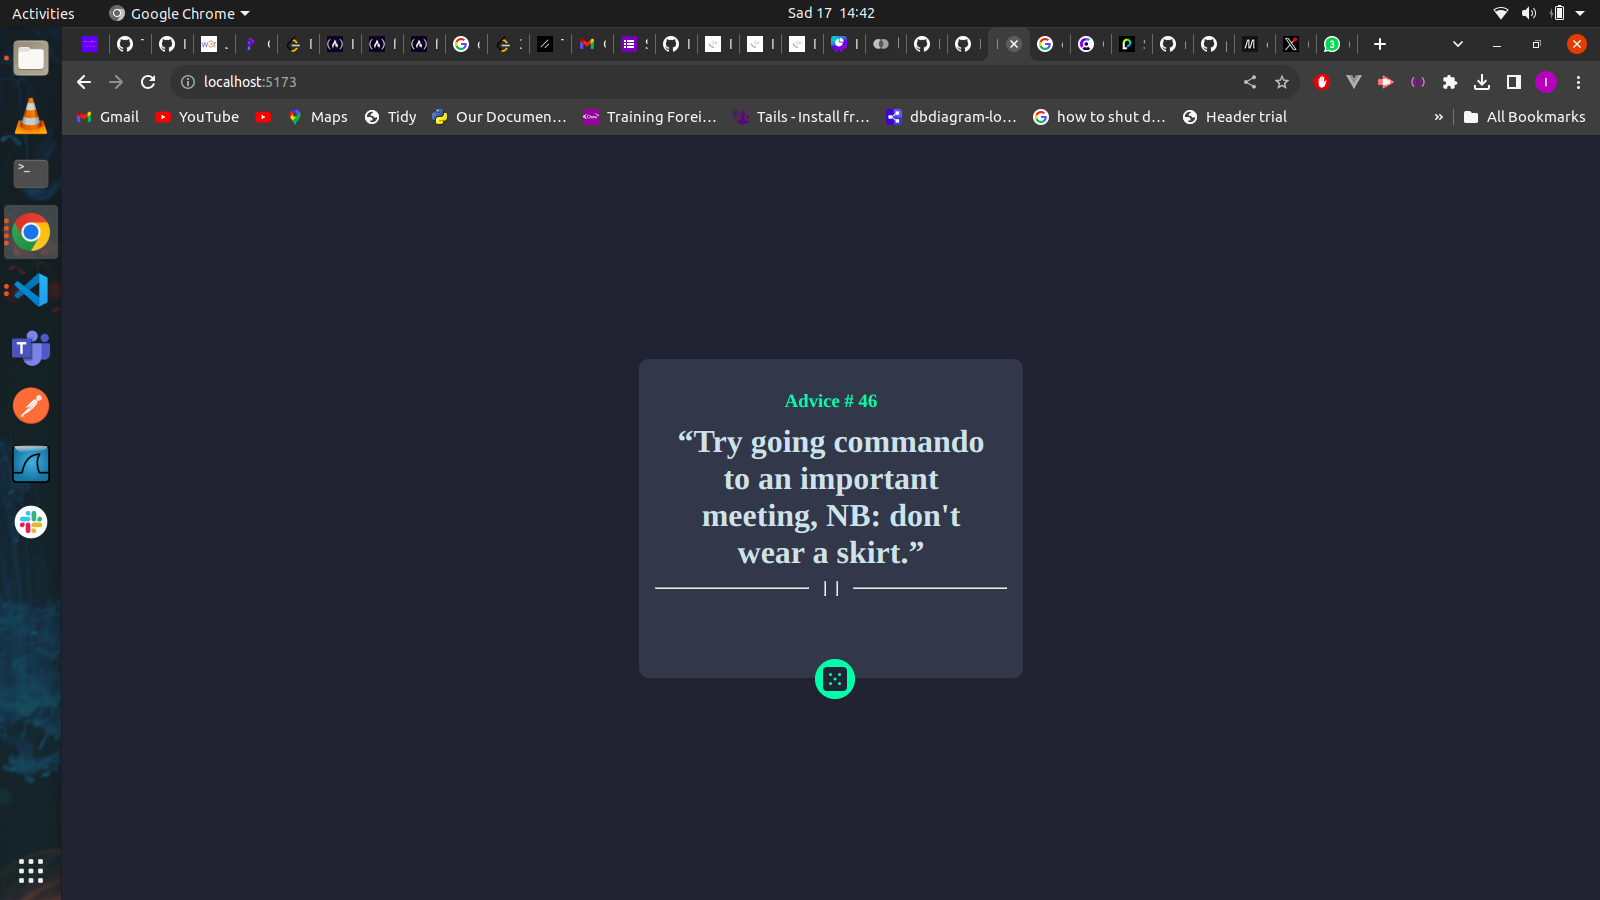 Activities
Google Chrome
Sad 17 14:42
localhost:5173
Gmail
YouTube
Maps
Tidy
Our Documen...
Training Forei...
Tails - Install fr...
dbdiagram-lo...
how to shut d...
Header trial
»
All Bookmarks
Advice # 46
“Try going commando
to an important
meeting, NB: don't
wear a skirt.”